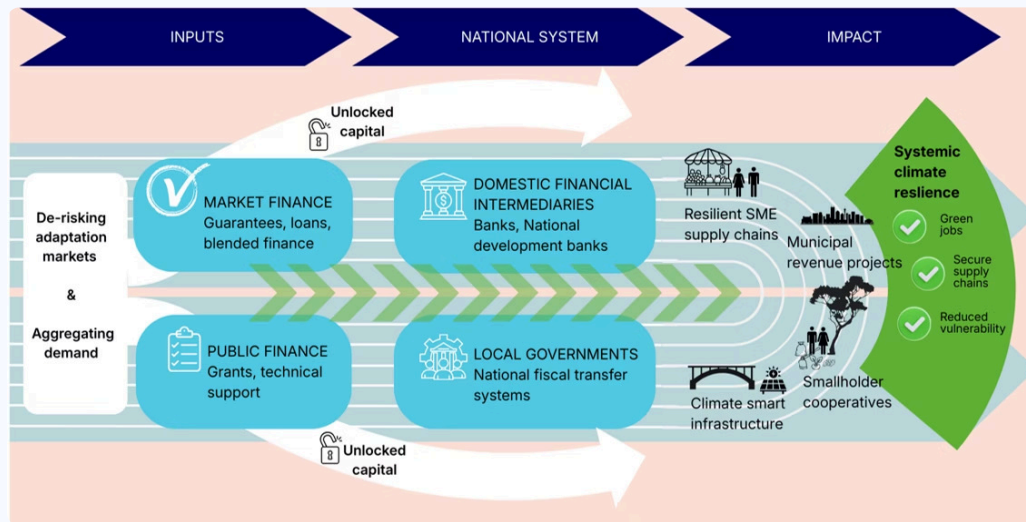 INPUTS
NATIONAL SYSTEM
IMPACT
De-risking
adaptation
markets
&
Aggregating
demand
Unlocked
capital
MARKET FINANCE
Guarantees, loans,
blended finance
DOMESTIC FINANCIAL
INTERMEDIARIES
Banks, National
development banks
PUBLIC FINANCE
Grants, technical
support
LOCAL GOVERNMENTS
National fiscal transfer
systems
Unlocked
capital
Resilient SME
supply chains
Municipal
revenue projects
Climate smart
infrastructure
Smallholder
cooperatives
Systemic
climate
reslience
Green
jobs
Secure
supply
chains
Reduced
vulnerability